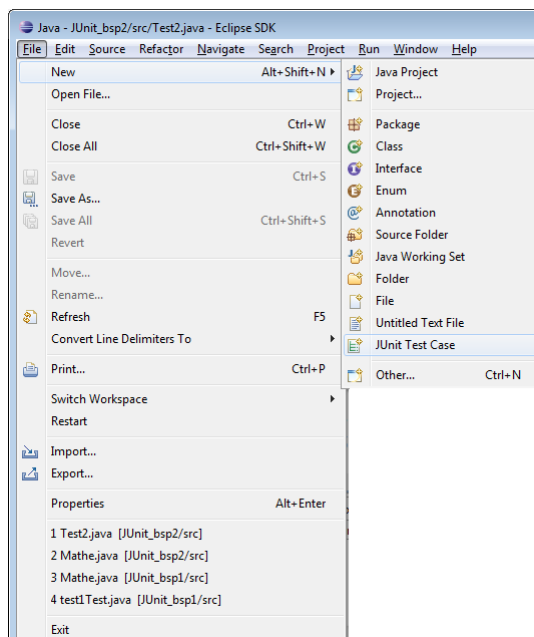 Java - JUnit_bsp2/src/Test2.java - Eclipse SDK
File Edit Source Refactor Navigate Search Project Run Window Help
New Alt+Shift+N
Open File...
Close Ctrl+W
Close All Ctrl+Shift+W
Save Ctrl+S
Save As...
Save All Ctrl+Shift+S
Revert
Move...
Rename...
Refresh F5
Convert Line Delimiters To
Print... Ctrl+P
Switch Workspace
Restart
Import...
Export...
Properties Alt+Enter
1 Test2.java [JUnit_bsp2/src]
2 Mathe.java [JUnit_bsp2/src]
3 Mathe.java [JUnit_bsp1/src]
4 test1Test.java [JUnit_bsp1/src]
Exit
Java Project
Project...
Package
Class
Interface
Enum
Annotation
Source Folder
Java Working Set
Folder
File
Untitled Text File
JUnit Test Case
Other... Ctrl+N